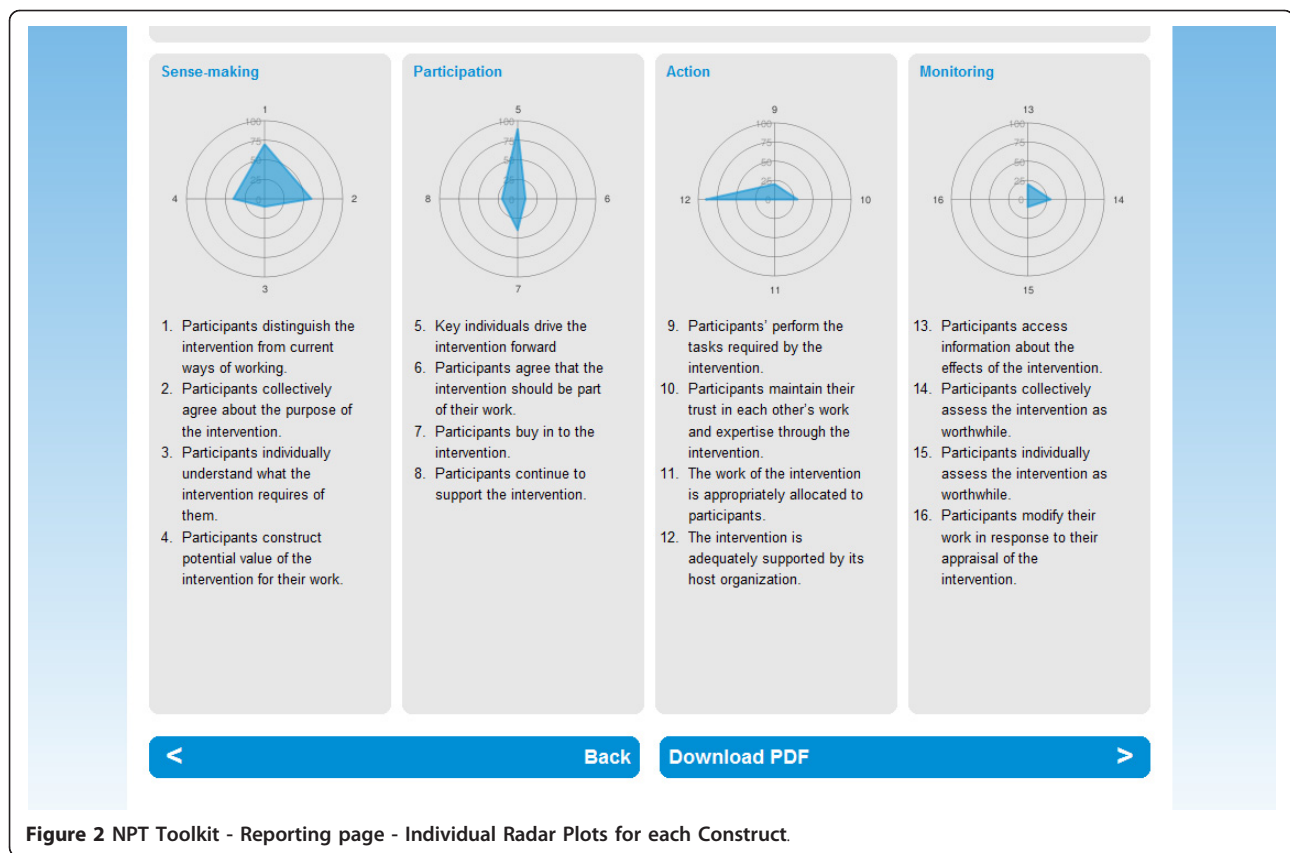 Sense-making
1
100
75
50
25
0
4
2
3
1. Participants distinguish the
intervention from current
ways of working.
2. Participants collectively
agree about the purpose of
the intervention.
3. Participants individually
understand what the
intervention requires of
them.
4. Participants construct
potential value of the
intervention for their work.
Participation
5
100
75
50
25
0
8
6
7
5. Key individuals drive the
intervention forward
6. Participants agree that the
intervention should be part
of their work.
7. Participants buy in to the
intervention.
8. Participants continue to
support the intervention.
Action
9
100
75
50
25
0
12
10
11
9. Participants' perform the
tasks required by the
intervention.
10. Participants maintain their
trust in each other's work
and expertise through the
intervention.
11. The work of the intervention
is appropriately allocated to
participants.
12. The intervention is
adequately supported by its
host organization.
Monitoring
13
100
75
50
25
0
16
14
15
13. Participants access
information about the
effects of the intervention.
14. Participants collectively
assess the intervention as
worthwhile.
15. Participants individually
assess the intervention as
worthwhile.
16. Participants modify their
work in response to their
appraisal of the
intervention.
< Back
Download PDF >
Figure 2 NPT Toolkit - Reporting page - Individual Radar Plots for each Construct.